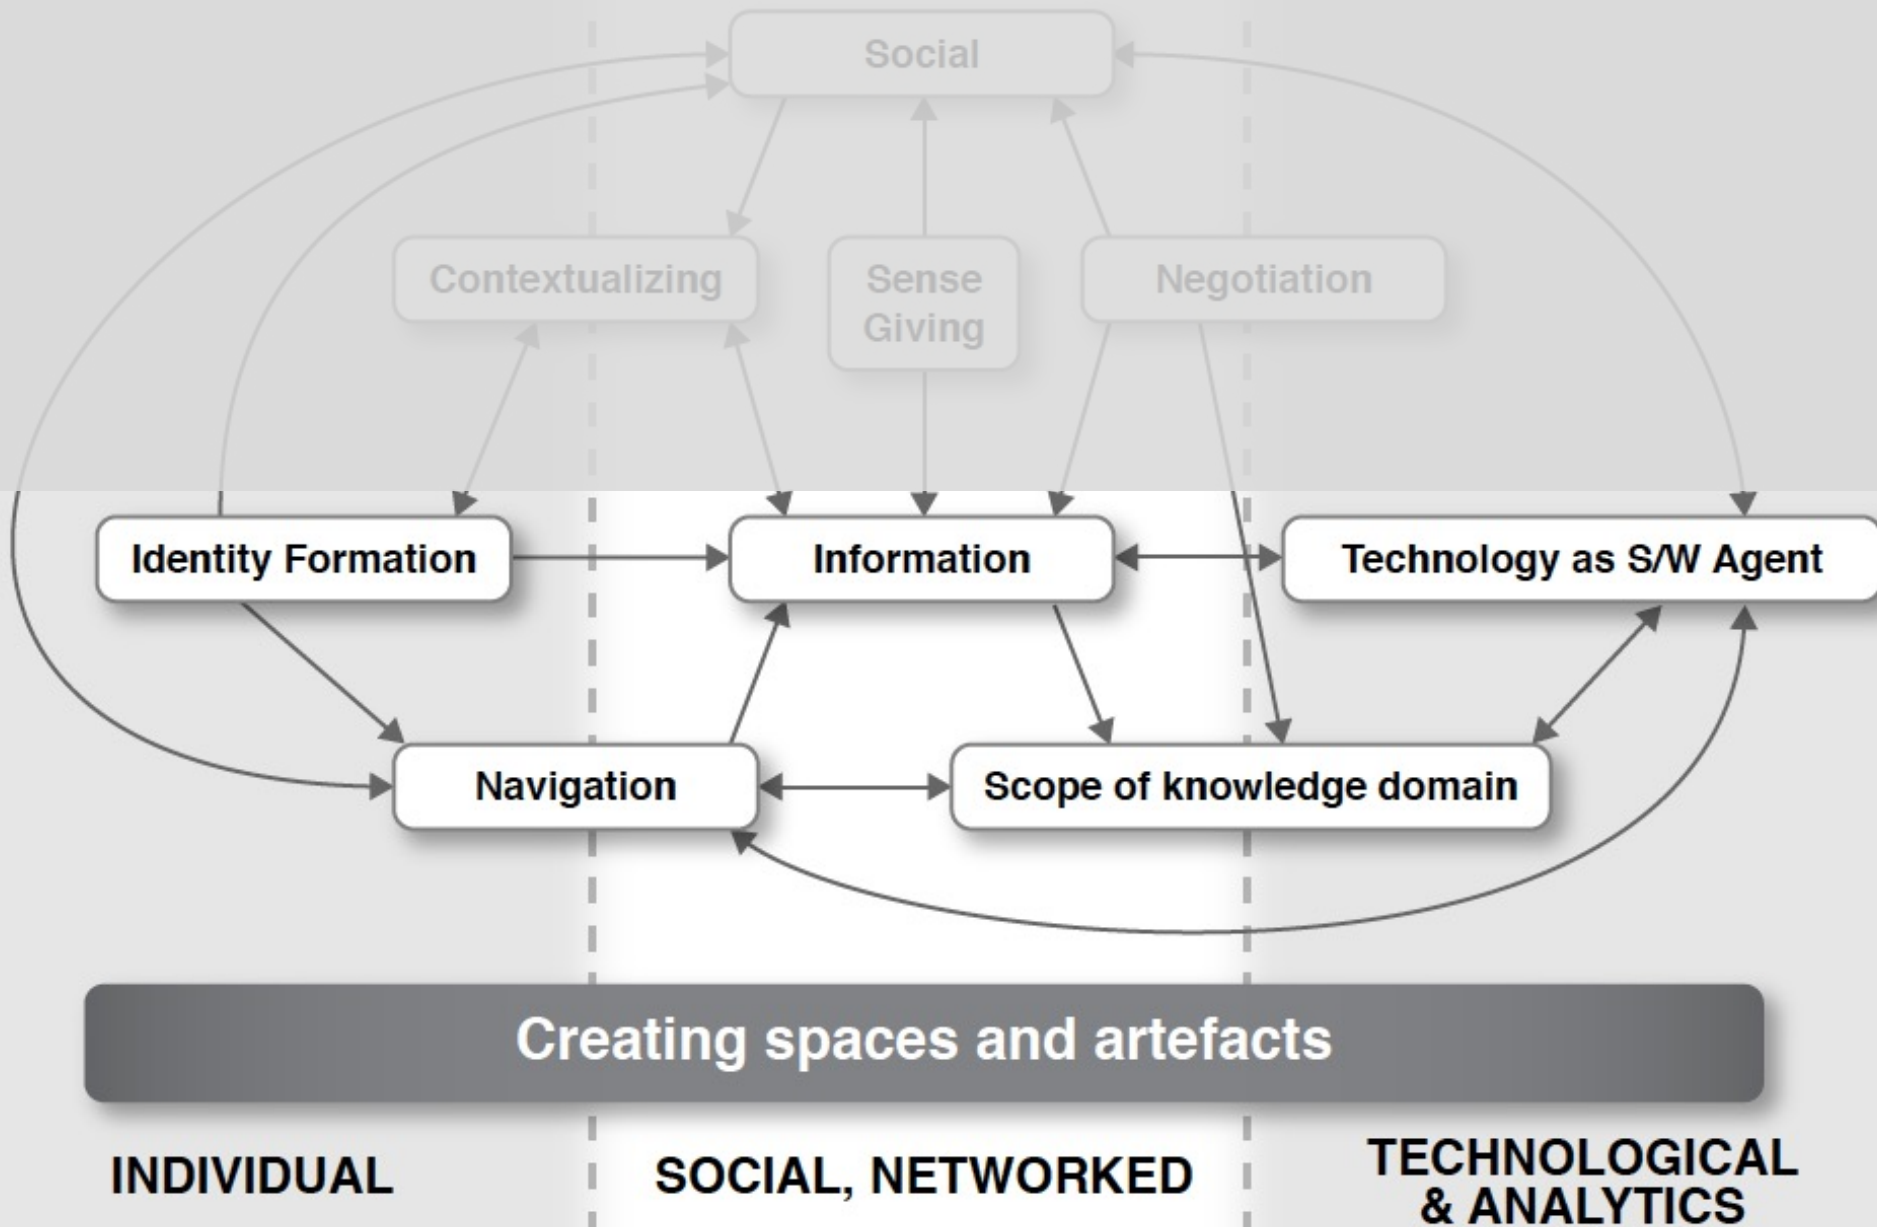 Social
Contextualizing
Sense
Giving
Negotiation
Identity Formation
Information
Technology as S/W Agent
Navigation
Scope of knowledge domain
Creating spaces and artefacts
INDIVIDUAL
SOCIAL, NETWORKED
TECHNOLOGICAL
& ANALYTICS